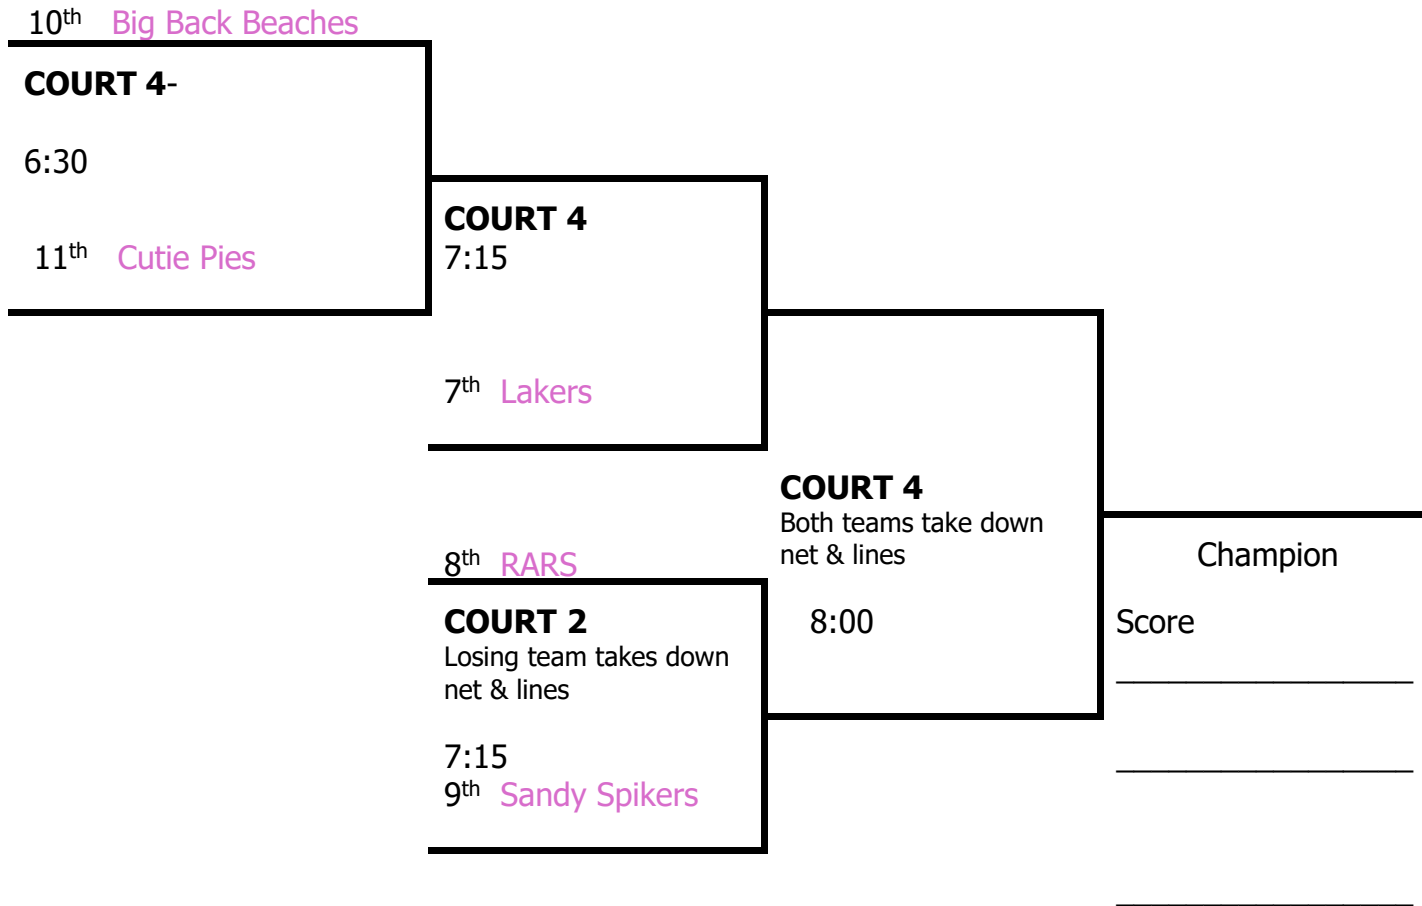 10th Big Back Beaches
COURT 4-
6:30
11th Cutie Pies
COURT 4
7:15
7th Lakers
8th RARS
COURT 2
Losing team takes down
net & lines
7:15
9th Sandy Spikers
COURT 4
Both teams take down
net & lines
8:00
Champion
Score